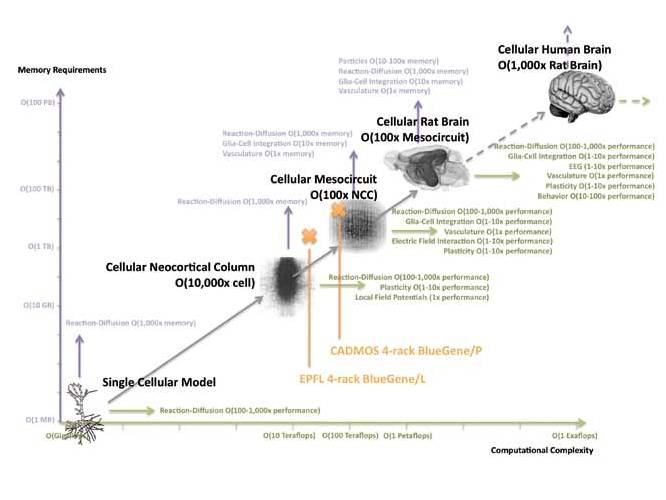 Cellular Human Brain
O(1,000x Rat Brain)
Particles O(10-100x memory)
Reaction-Diffusion O(1,000x memory)
Glia-Cell Integration O(10x memory)
Vasculature O(1x memory)
Memory Requirements
O(100 PB)
Cellular Rat Brain
O(100x Mesocircuit)
Reaction-Diffusion O(1,000x memory)
Glia-Cell Integration O(10x memory)
Vasculature O(1x memory)
Reaction-Diffusion O(100-1,000x performance)
Glia-Cell Integration O(1-10x performance)
EEG (1-10x performance)
Vasculature O(1x performance)
Plasticity O(1-10x performance)
Behavior O(10-100x performance)
Cellular Mesocircuit
O(100x NCC)
O(100 TB)
Reaction-Diffusion O(1,000x memory)
Reaction-Diffusion O(100-1,000x performance)
Glia-Cell Integration O(1-10x performance)
Vasculature O(1x performance)
Electric Field Interaction O(1-10x performance)
Plasticity O(1-10x performance)
O(1 TB)
Cellular Neocortical Column
O(10,000x cell)
Reaction-Diffusion O(100-1,000x performance)
Plasticity O(1-10x performance)
Local Field Potentials (1x performance)
Reaction-Diffusion O(1,000x memory)
CADMOS 4-rack BlueGene/P
EPFL 4-rack BlueGene/L
Single Cellular Model
Reaction-Diffusion O(100-1,000x performance)
O(10 Teraflops)
O(100 Teraflops)
O(1 Petaflops)
O(1 Exaflops)
Computational Complexity